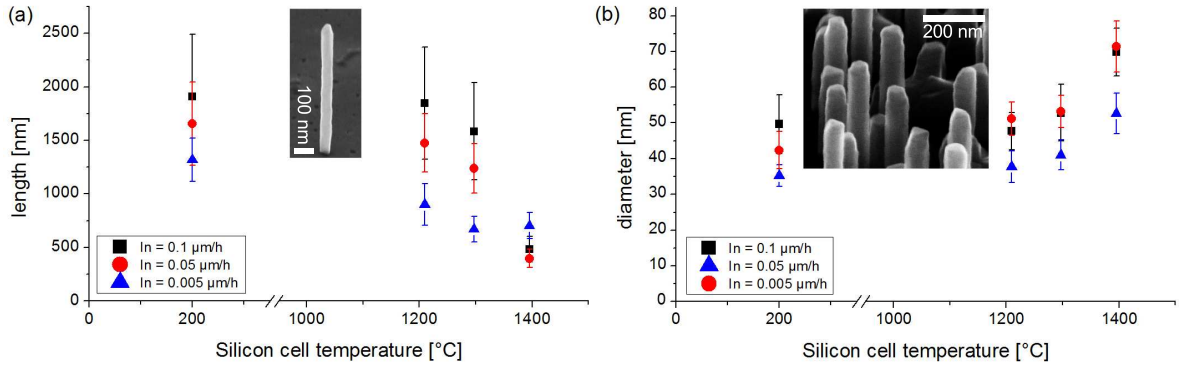 (a)
2500
2000
1500
1000
500
0
length [nm]
100 nm
In = 0.1 µm/h
In = 0.05 µm/h
In = 0.005 µm/h
0 200 1000 1200 1400
Silicon cell temperature [°C]
(b)
80
70
60
50
40
30
20
10
0
diameter [nm]
200 nm
In = 0.1 µm/h
In = 0.05 µm/h
In = 0.005 µm/h
0 200 1000 1200 1400
Silicon cell temperature [°C]